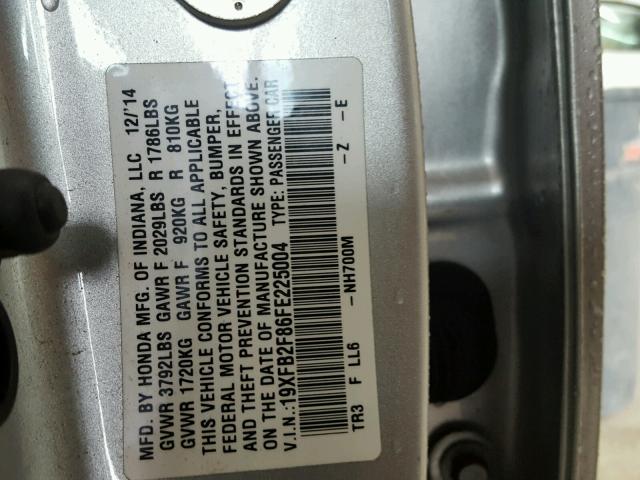 MFD. BY HONDA MFG. OF INDIANA, LLC 12/14
GVWR 3792LBS GAWR F 2029LBS R 1786LBS
GVWR 1720KG GAWR F 920KG R 810KG
THIS VEHICLE CONFORMS TO ALL APPLICABLE
FEDERAL MOTOR VEHICLE SAFETY, BUMPER,
AND THEFT PREVENTION STANDARDS IN EFFECT
ON THE DATE OF MANUFACTURE SHOWN ABOVE.
V.I.N.:19XFB2F86FE225004 TYPE: PASSENGER CAR
TR3 F LL6 -NH700M -Z -E